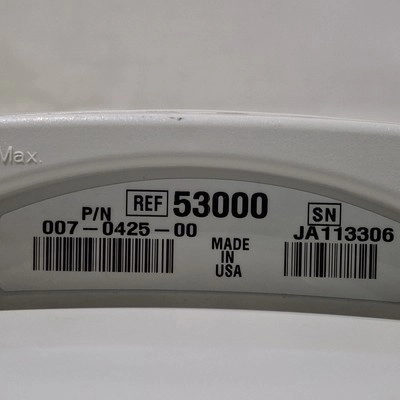 Max.
REF 53000
P/N
007-0425-00
MADE
IN
USA
SN
JA113306